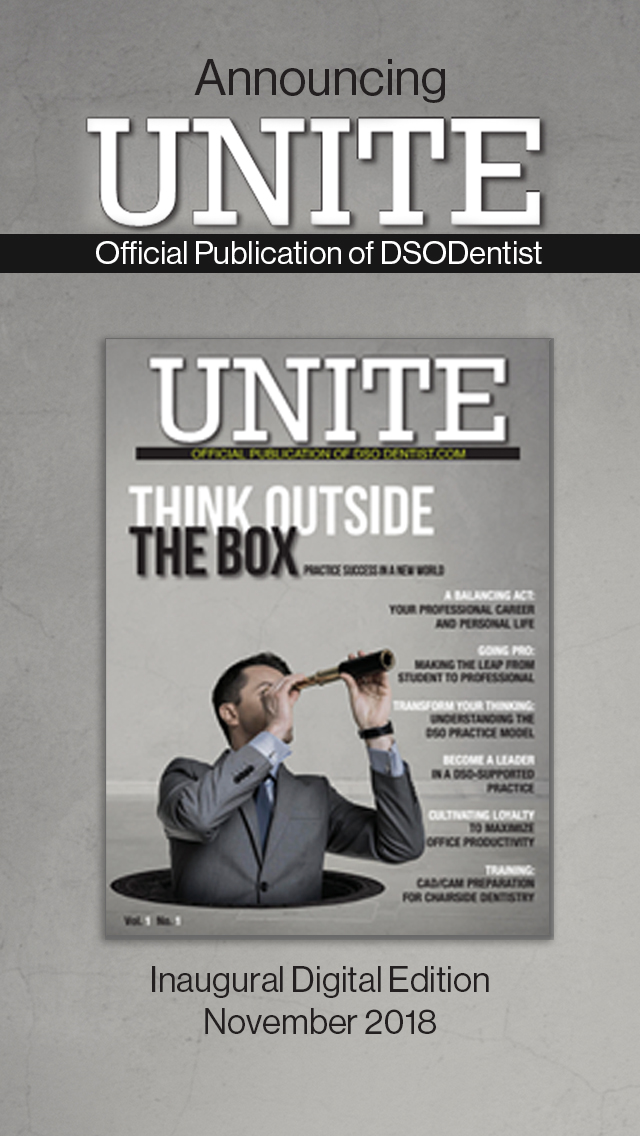 Announcing
UNITE
Official Publication of DSODentist
UNITE
OFFICIAL PUBLICATION OF DSO DENTIST.COM
THINK OUTSIDE
THE BOX PRACTICE SUCCESS IN A NEW WORLD
A BALANCING ACT:
YOUR PROFESSIONAL CAREER
AND PERSONAL LIFE
GOING PRO:
MAKING THE LEAP FROM
STUDENT TO PROFESSIONAL
TRANSFORM YOUR THINKING:
UNDERSTANDING THE
DSO PRACTICE MODEL
BECOME A LEADER
IN A DSO-SUPPORTED
PRACTICE
CULTIVATING LOYALTY
TO MAXIMIZE
OFFICE PRODUCTIVITY
TRAINING:
CAD/CAM PREPARATION
FOR CHAIRSIDE DENTISTRY
Vol. 1 No. 1
Inaugural Digital Edition
November 2018